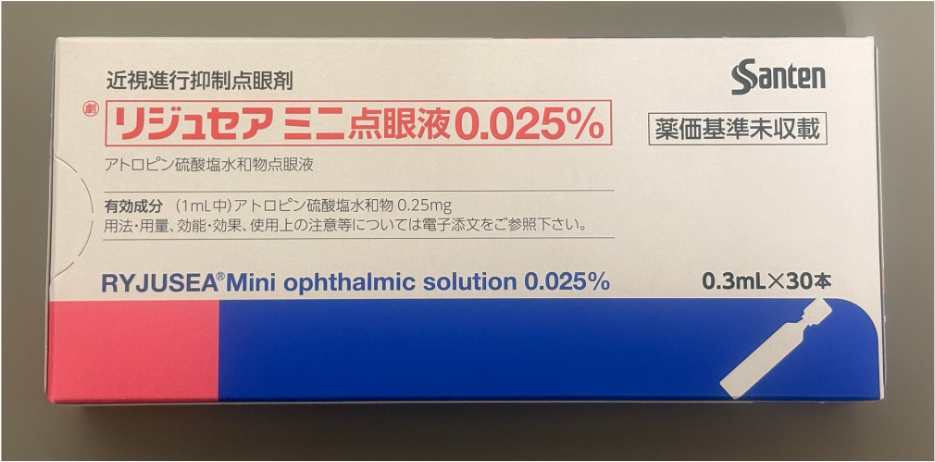 近視進行抑制点眼剤
Santen
劇 リジュセア ミニ点眼液0.025%
薬価基準未収載
アトロピン硫酸塩水和物点眼液
有効成分 (1mL中)アトロピン硫酸塩水和物 0.25mg
用法・用量、効能・効果、使用上の注意等については電子添文をご参照下さい。
RYJUSEA®Mini ophthalmic solution 0.025%
0.3mL×30本